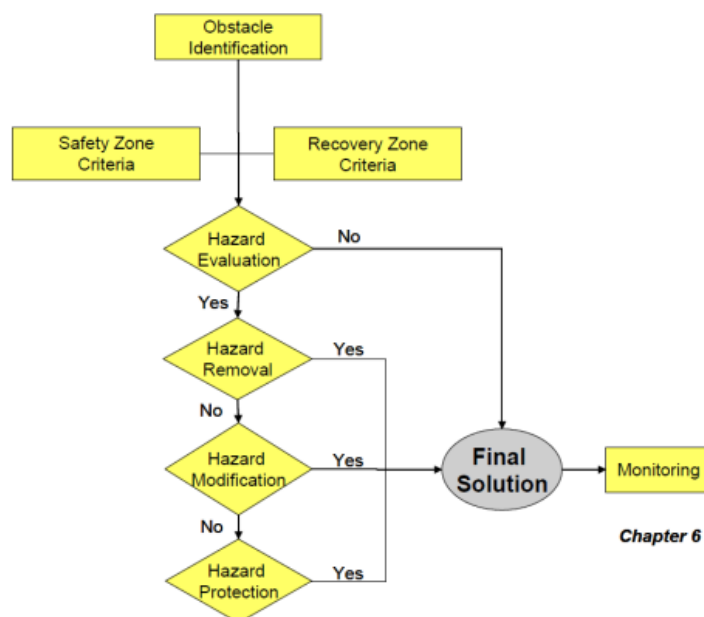 Obstacle
Identification
Safety Zone
Criteria
Recovery Zone
Criteria
Hazard
Evaluation
No
Yes
Hazard
Removal
Yes
No
Hazard
Modification
Yes
Final
Solution
Monitoring
No
Chapter 6
Hazard
Protection
Yes